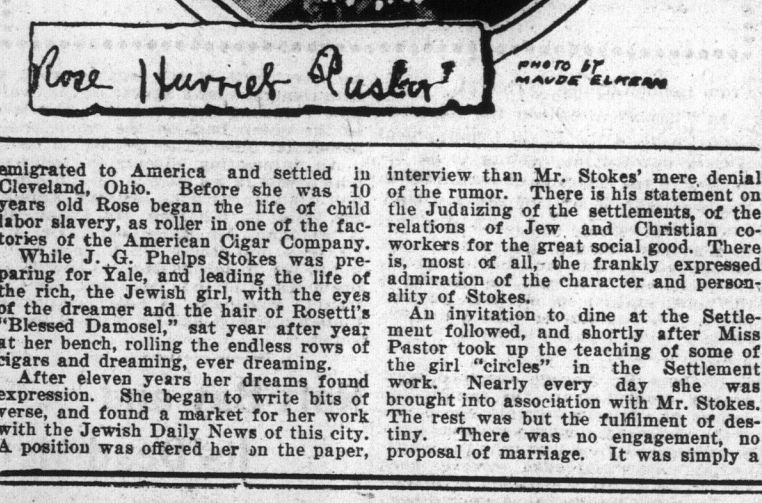 Rose Harriet Pastor
PHOTO BY
MAUDE ELKERN
emigrated to America and settled in
Cleveland, Ohio. Before she was 10
years old Rose began the life of child
labor slavery, as roller in one of the fac-
tories of the American Cigar Company.
While J. G. Phelps Stokes was pre-
paring for Yale, and leading the life of
the rich, the Jewish girl, with the eyes
of the dreamer and the hair of Rosetti's
"Blessed Damosel," sat year after year
at her bench, rolling the endless rows of
cigars and dreaming, ever dreaming.
After eleven years her dreams found
expression. She began to write bits of
verse, and found a market for her work
with the Jewish Daily News of this city.
A position was offered her on the paper,
interview than Mr. Stokes' mere denial
of the rumor. There is his statement on
the Judaizing of the settlements, of the
relations of Jew and Christian co-
workers for the great social good. There
is, most of all, the frankly expressed
admiration of the character and person-
ality of Stokes.
An invitation to dine at the Settle-
ment followed, and shortly after Miss
Pastor took up the teaching of some of
the girl "circles" in the Settlement
work. Nearly every day she was
brought into association with Mr. Stokes.
The rest was but the fulfilment of des-
tiny. There was no engagement, no
proposal of marriage. It was simply a